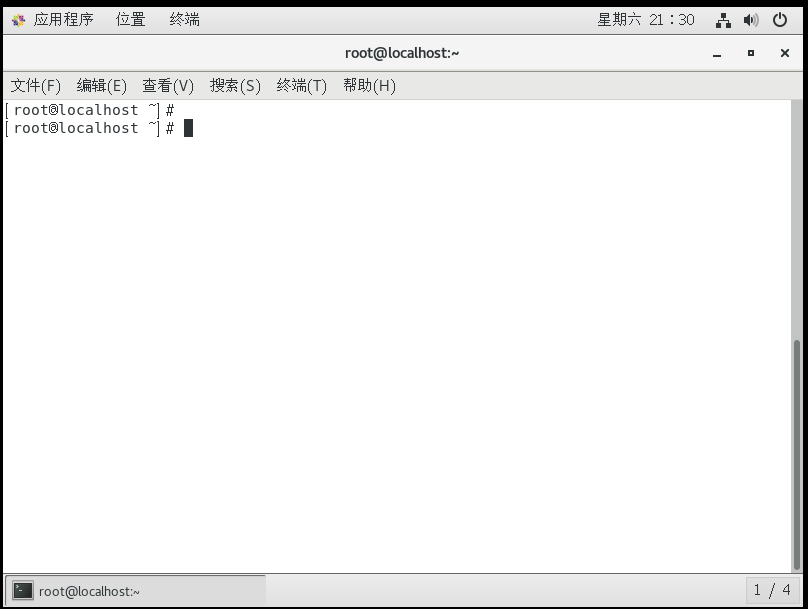 应用程序 位置 终端 星期六 21：30
root@localhost:~
文件(F) 编辑(E) 查看(V) 搜索(S) 终端(T) 帮助(H)
[root@localhost ~]#
[root@localhost ~]#
root@localhost:~ 1 / 4